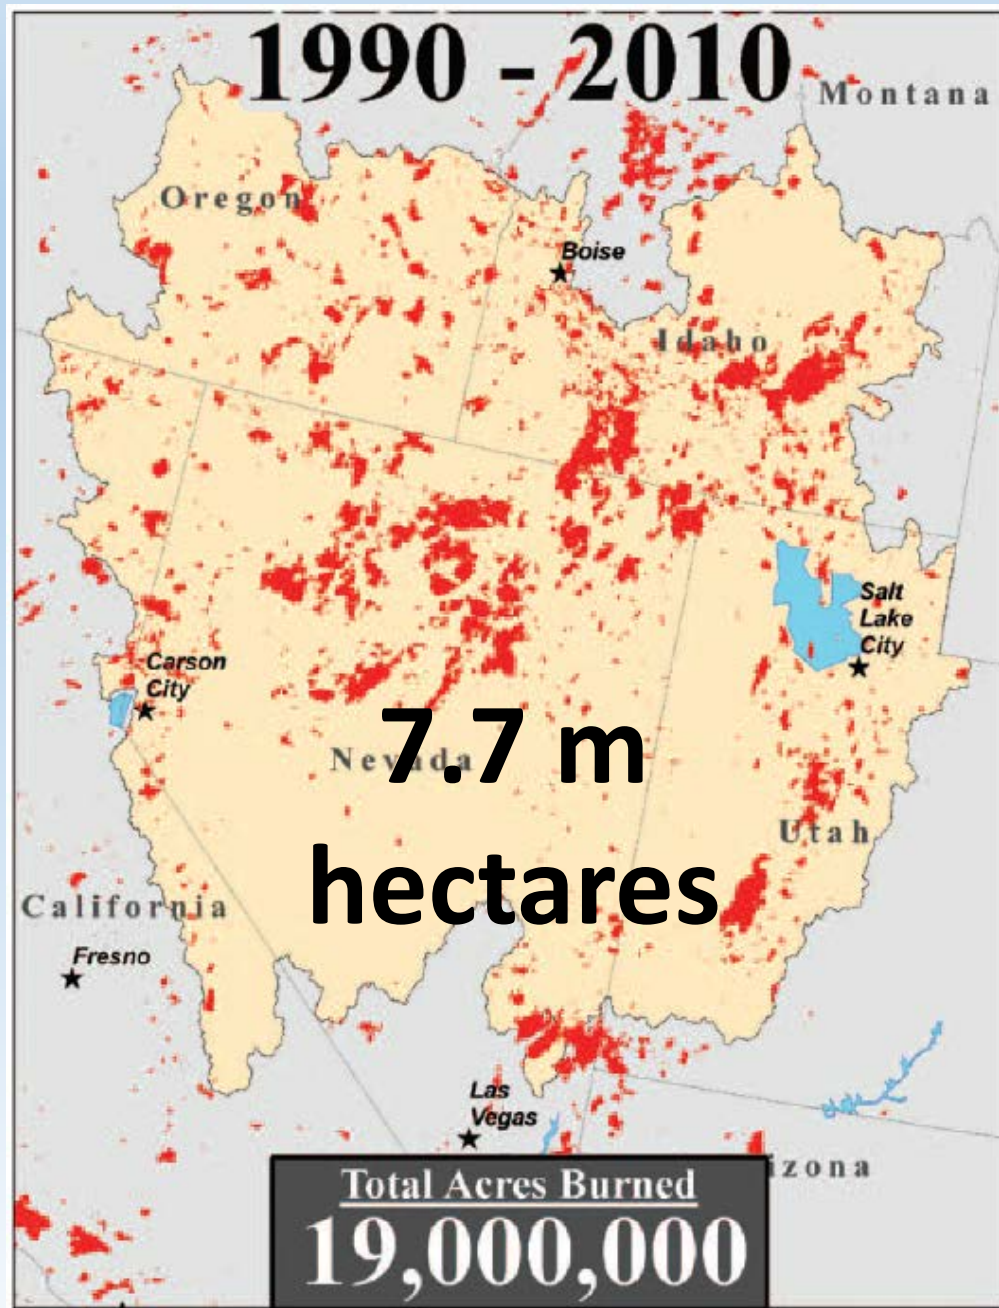 1990 - 2010
Montana
Oregon
Boise
Idaho
Salt
Lake
City
Carson
City
7.7 m
Nevada
Utah
hectares
California
Fresno
Las
Vegas
izona
Total Acres Burned
19,000,000